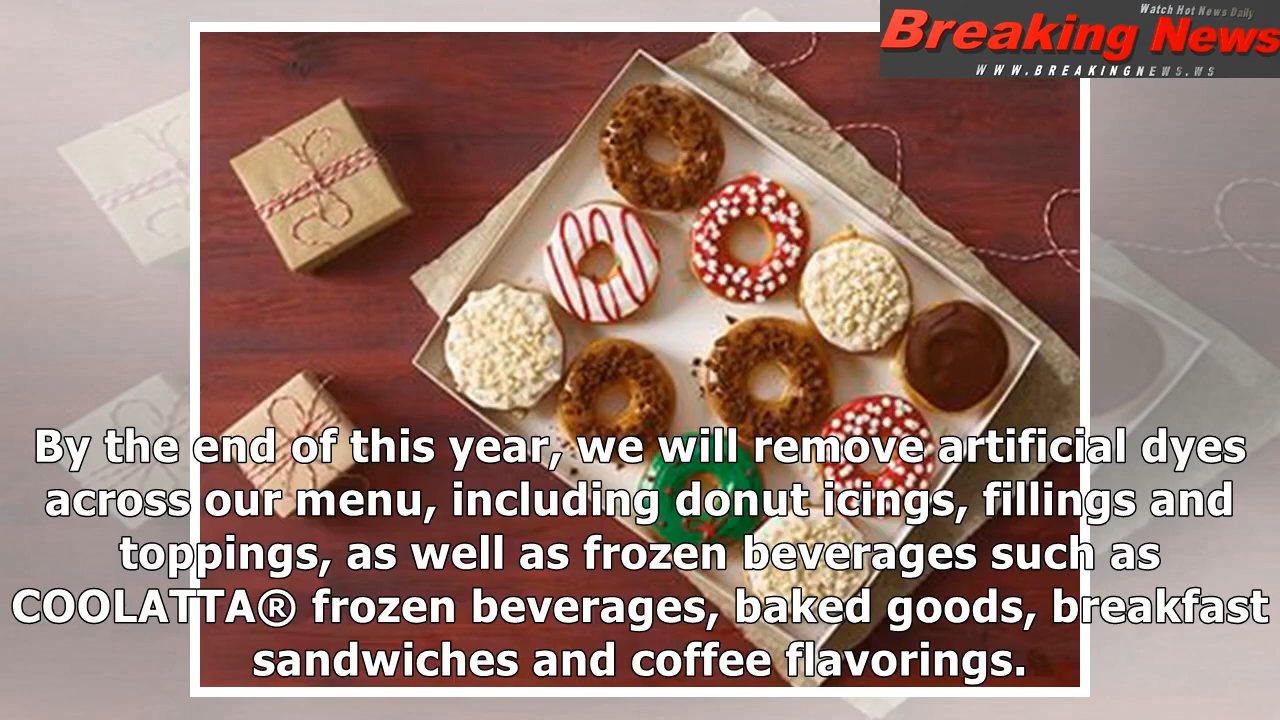 Watch Hot News Daily
Breaking News
WWW.BREAKINGNEWS.WS
By the end of this year, we will remove artificial dyes
across our menu, including donut icings, fillings and
toppings, as well as frozen beverages such as
COOLATTA® frozen beverages, baked goods, breakfast
sandwiches and coffee flavorings.